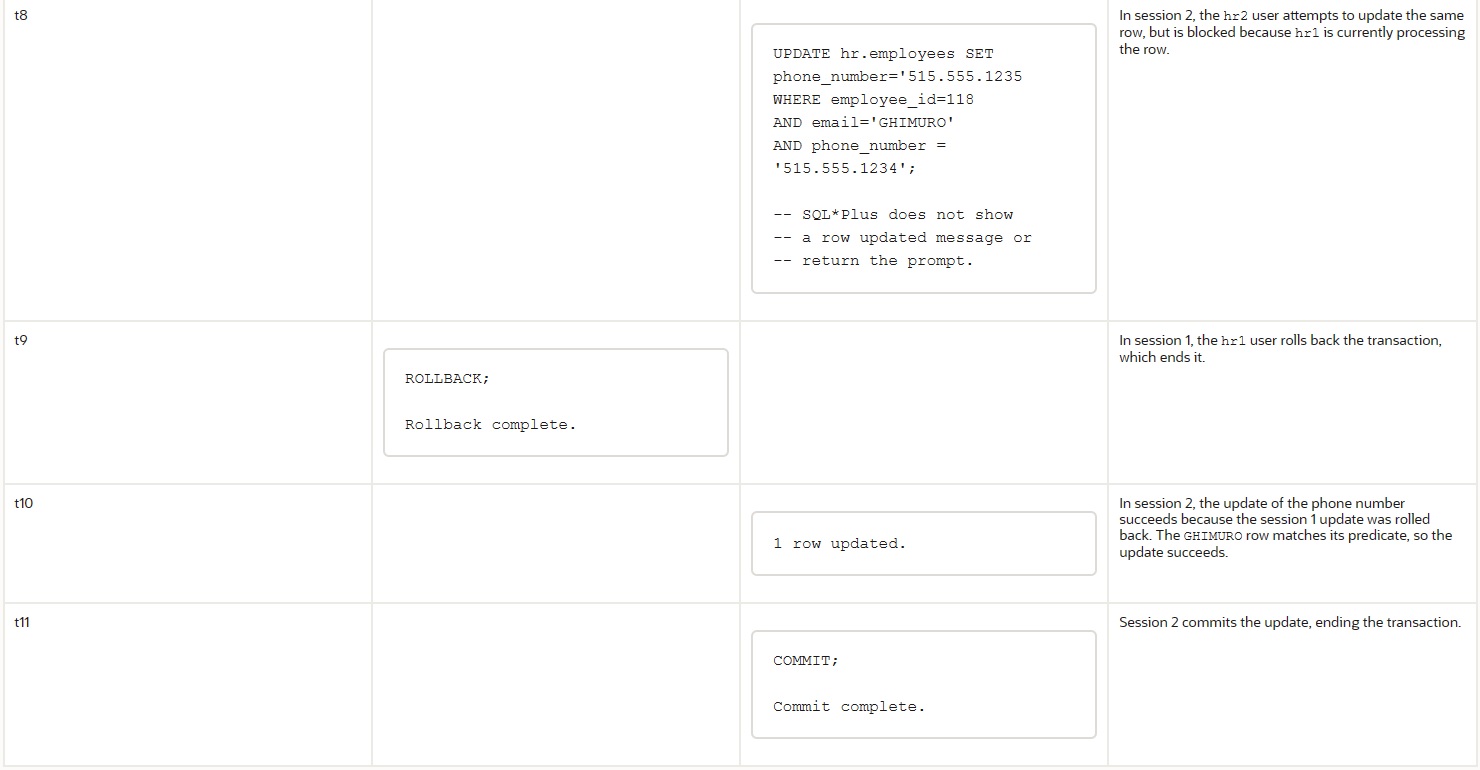 t8
UPDATE hr.employees SET
phone_number='515.555.1235
WHERE employee_id=118
AND email='GHIMURO'
AND phone_number =
'515.555.1234';
-- SQL*Plus does not show
-- a row updated message or
-- return the prompt.
In session 2, the hr2 user attempts to update the same
row, but is blocked because hr1 is currently processing
the row.
t9
ROLLBACK;
Rollback complete.
In session 1, the hr1 user rolls back the transaction,
which ends it.
t10
1 row updated.
In session 2, the update of the phone number
succeeds because the session 1 update was rolled
back. The GHIMURO row matches its predicate, so the
update succeeds.
t11
COMMIT;
Commit complete.
Session 2 commits the update, ending the transaction.